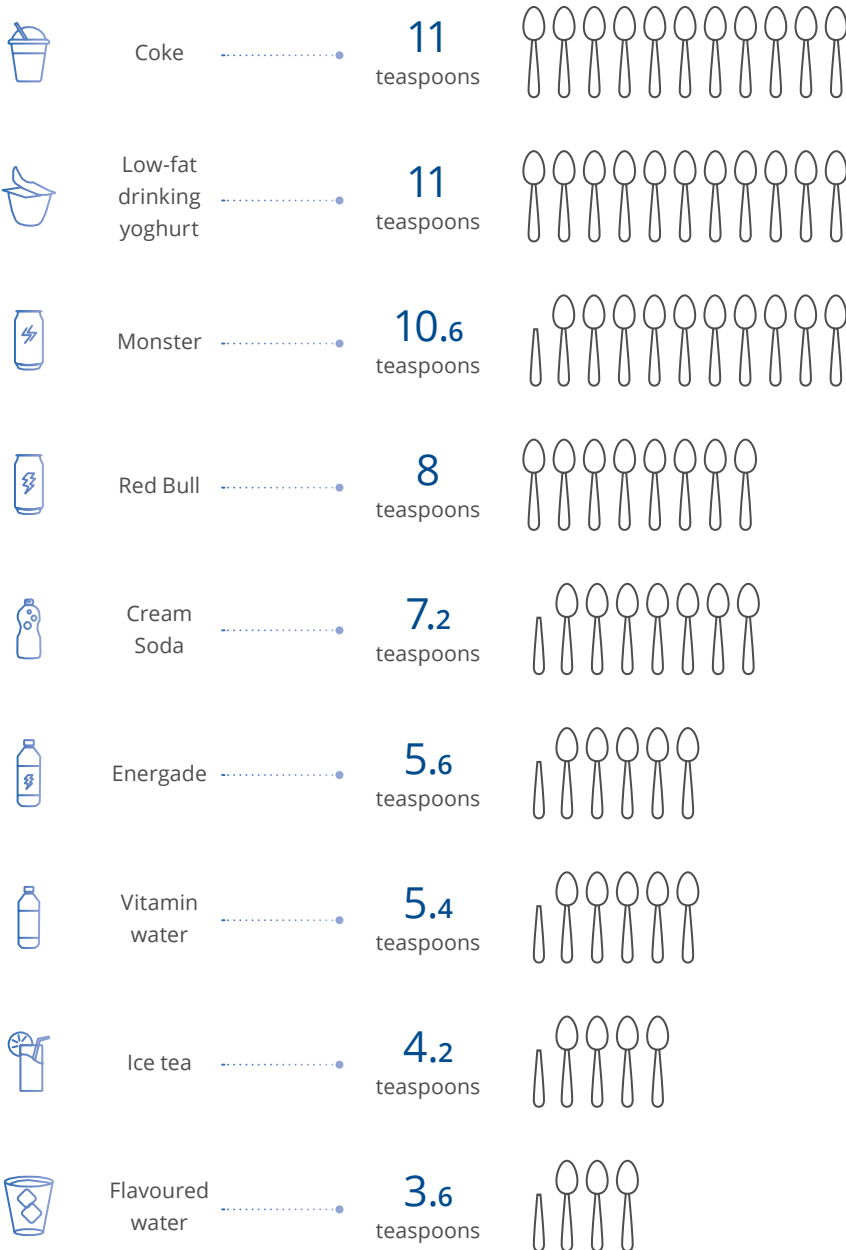 Coke
11
teaspoons
Low-fat
drinking
yoghurt
11
teaspoons
Monster
10.6
teaspoons
Red Bull
8
teaspoons
Cream
Soda
7.2
teaspoons
Energade
5.6
teaspoons
Vitamin
water
5.4
teaspoons
Ice tea
4.2
teaspoons
Flavoured
water
3.6
teaspoons